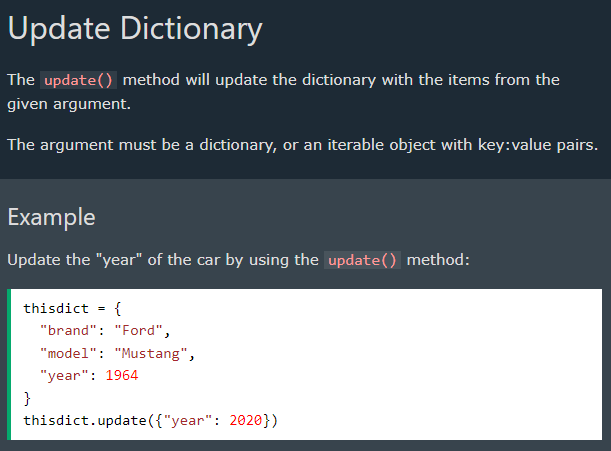 Update Dictionary
The update() method will update the dictionary with the items from the
given argument.
The argument must be a dictionary, or an iterable object with key:value pairs.
Example
Update the "year" of the car by using the update() method:
thisdict = {
  "brand": "Ford",
  "model": "Mustang",
  "year": 1964
}
thisdict.update({"year": 2020})